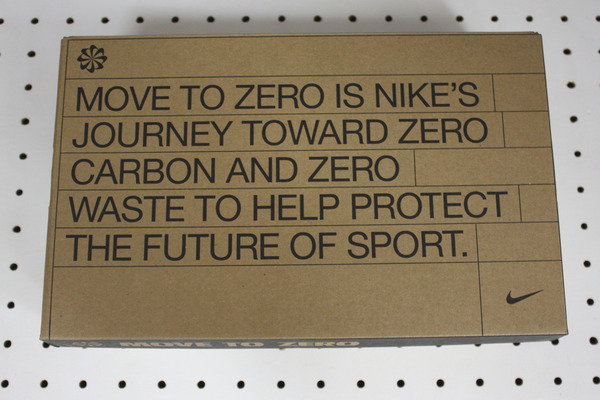 MOVE TO ZERO IS NIKE'S
JOURNEY TOWARD ZERO
CARBON AND ZERO
WASTE TO HELP PROTECT
THE FUTURE OF SPORT.
MOVE TO ZERO